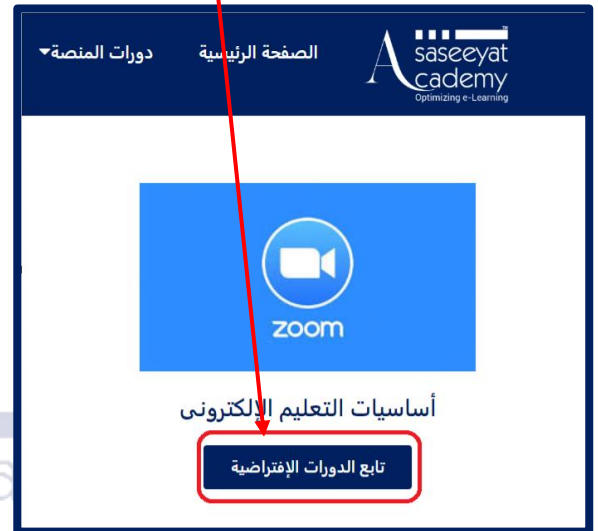 Asaseeyat
Academy
Optimizing e-Learning
الصفحة الرئيسية
دورات المنصة
zoom
أساسيات التعليم الإلكترونى
تابع الدورات الإفتراضية